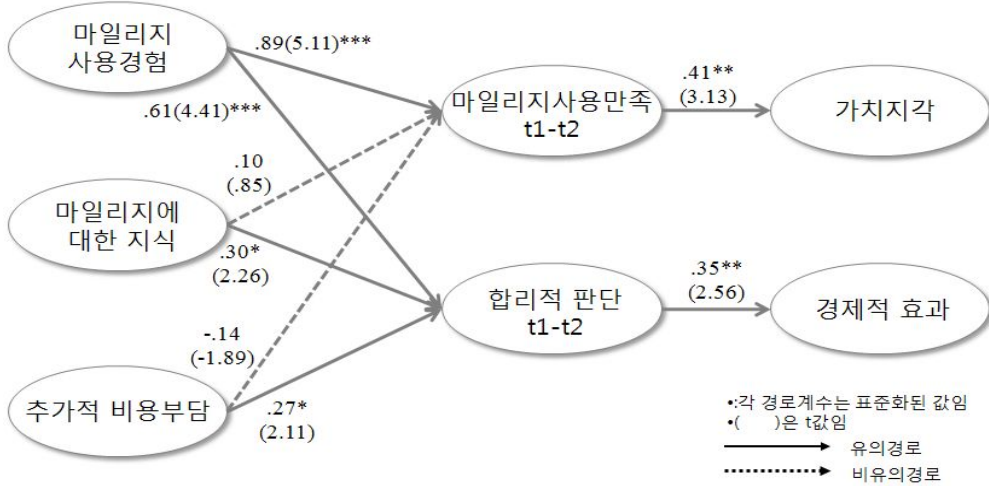 마일리지
사용경험
.89(5.11)***
.61(4.41)***
마일리지사용만족
t1-t2
.41**
(3.13)
가치지각
.10
(.85)
마일리지에
대한 지식
.30*
(2.26)
합리적 판단
t1-t2
.35**
(2.56)
경제적 효과
-.14
(-1.89)
추가적 비용부담
.27*
(2.11)
•:각 경로계수는 표준화된 값임
•( )은 t값임
유의경로
비유의경로